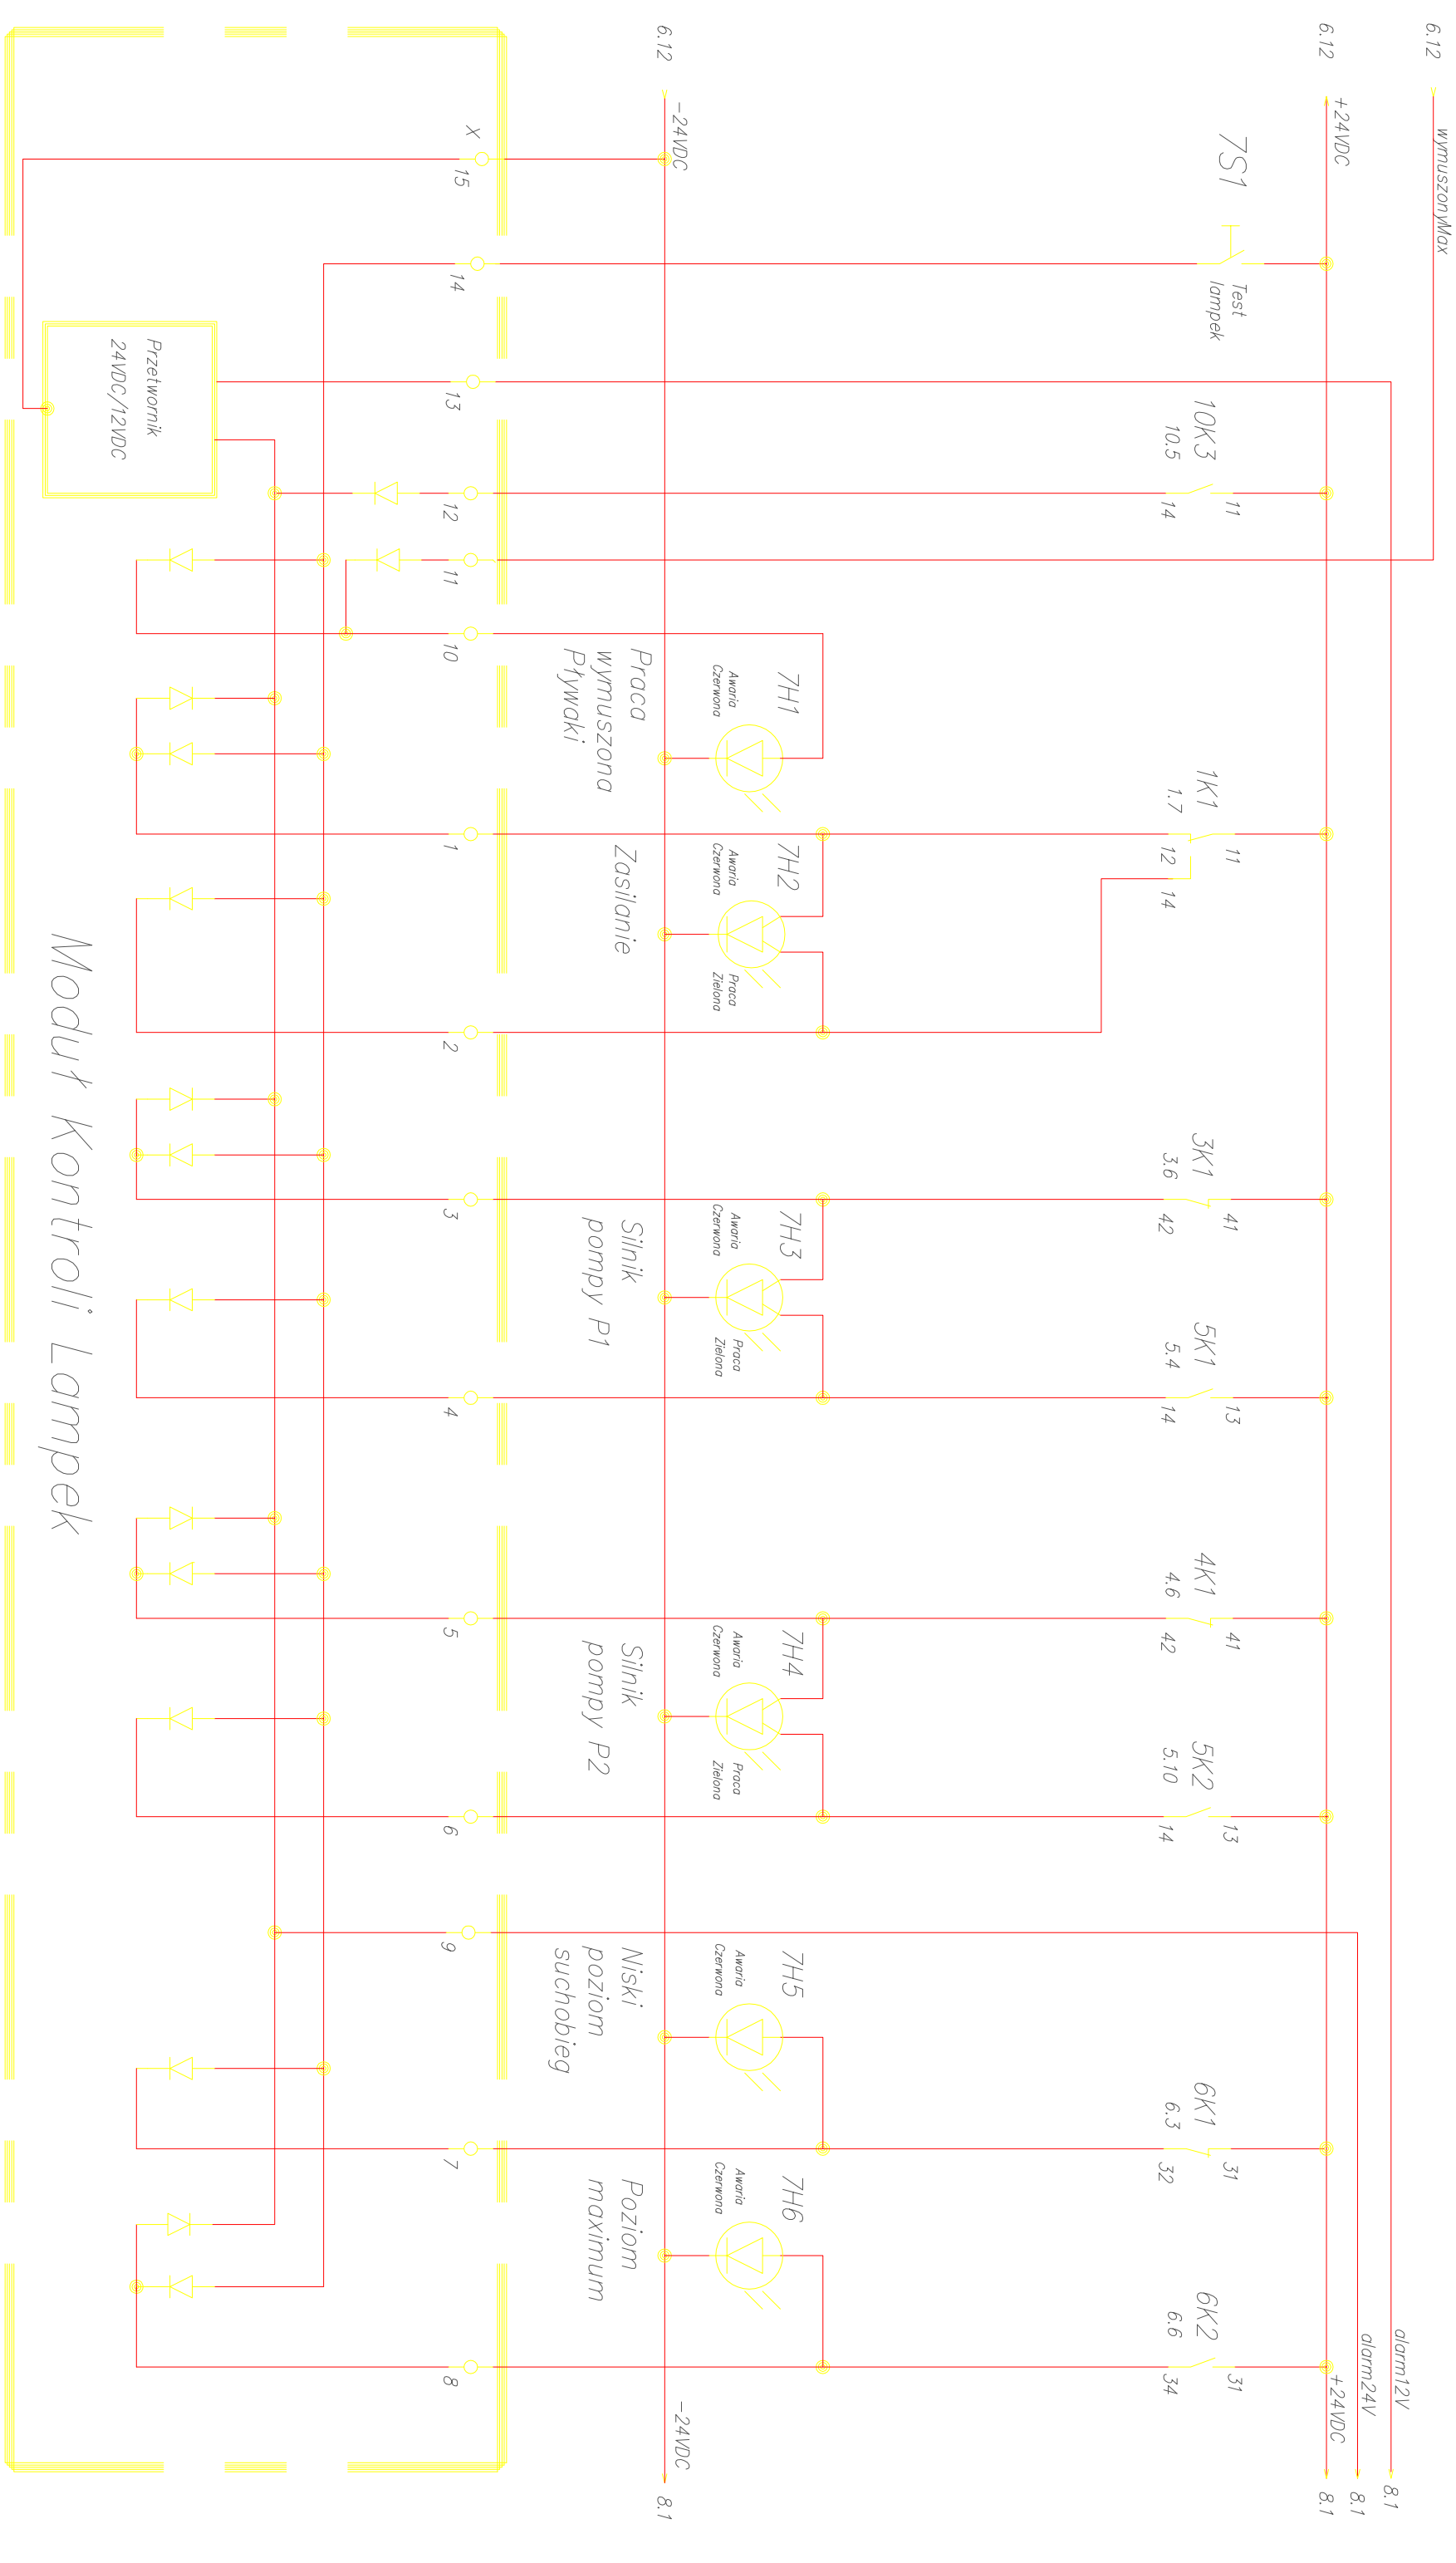 6.12
wymuszonyMax
6.12
+24VDC
alarm12V
8.1
alarm24V
8.1
+24VDC
8.1
7S1
Test
lampek
10K3
10.5
11
14
1K1
1.7
11
12
14
3K1
3.6
41
42
5K1
5.4
13
14
4K1
4.6
41
42
5K2
5.10
13
14
6K1
6.3
31
32
6K2
6.6
31
34
7H1
Awaria
Czerwona
7H2
Awaria
Czerwona
Praca
Zielona
7H3
Awaria
Czerwona
Praca
Zielona
7H4
Awaria
Czerwona
Praca
Zielona
7H5
Awaria
Czerwona
7H6
Awaria
Czerwona
6.12
-24VDC
-24VDC
8.1
Praca
wymuszona
Pływaki
Zasilanie
Silnik
pompy P1
Silnik
pompy P2
Niski
poziom
suchobieg
Poziom
maximum
X
15
14
13
12
11
10
1
2
3
4
5
6
9
7
8
Przetwornik
24VDC/12VDC
Moduł Kontroli Lampek